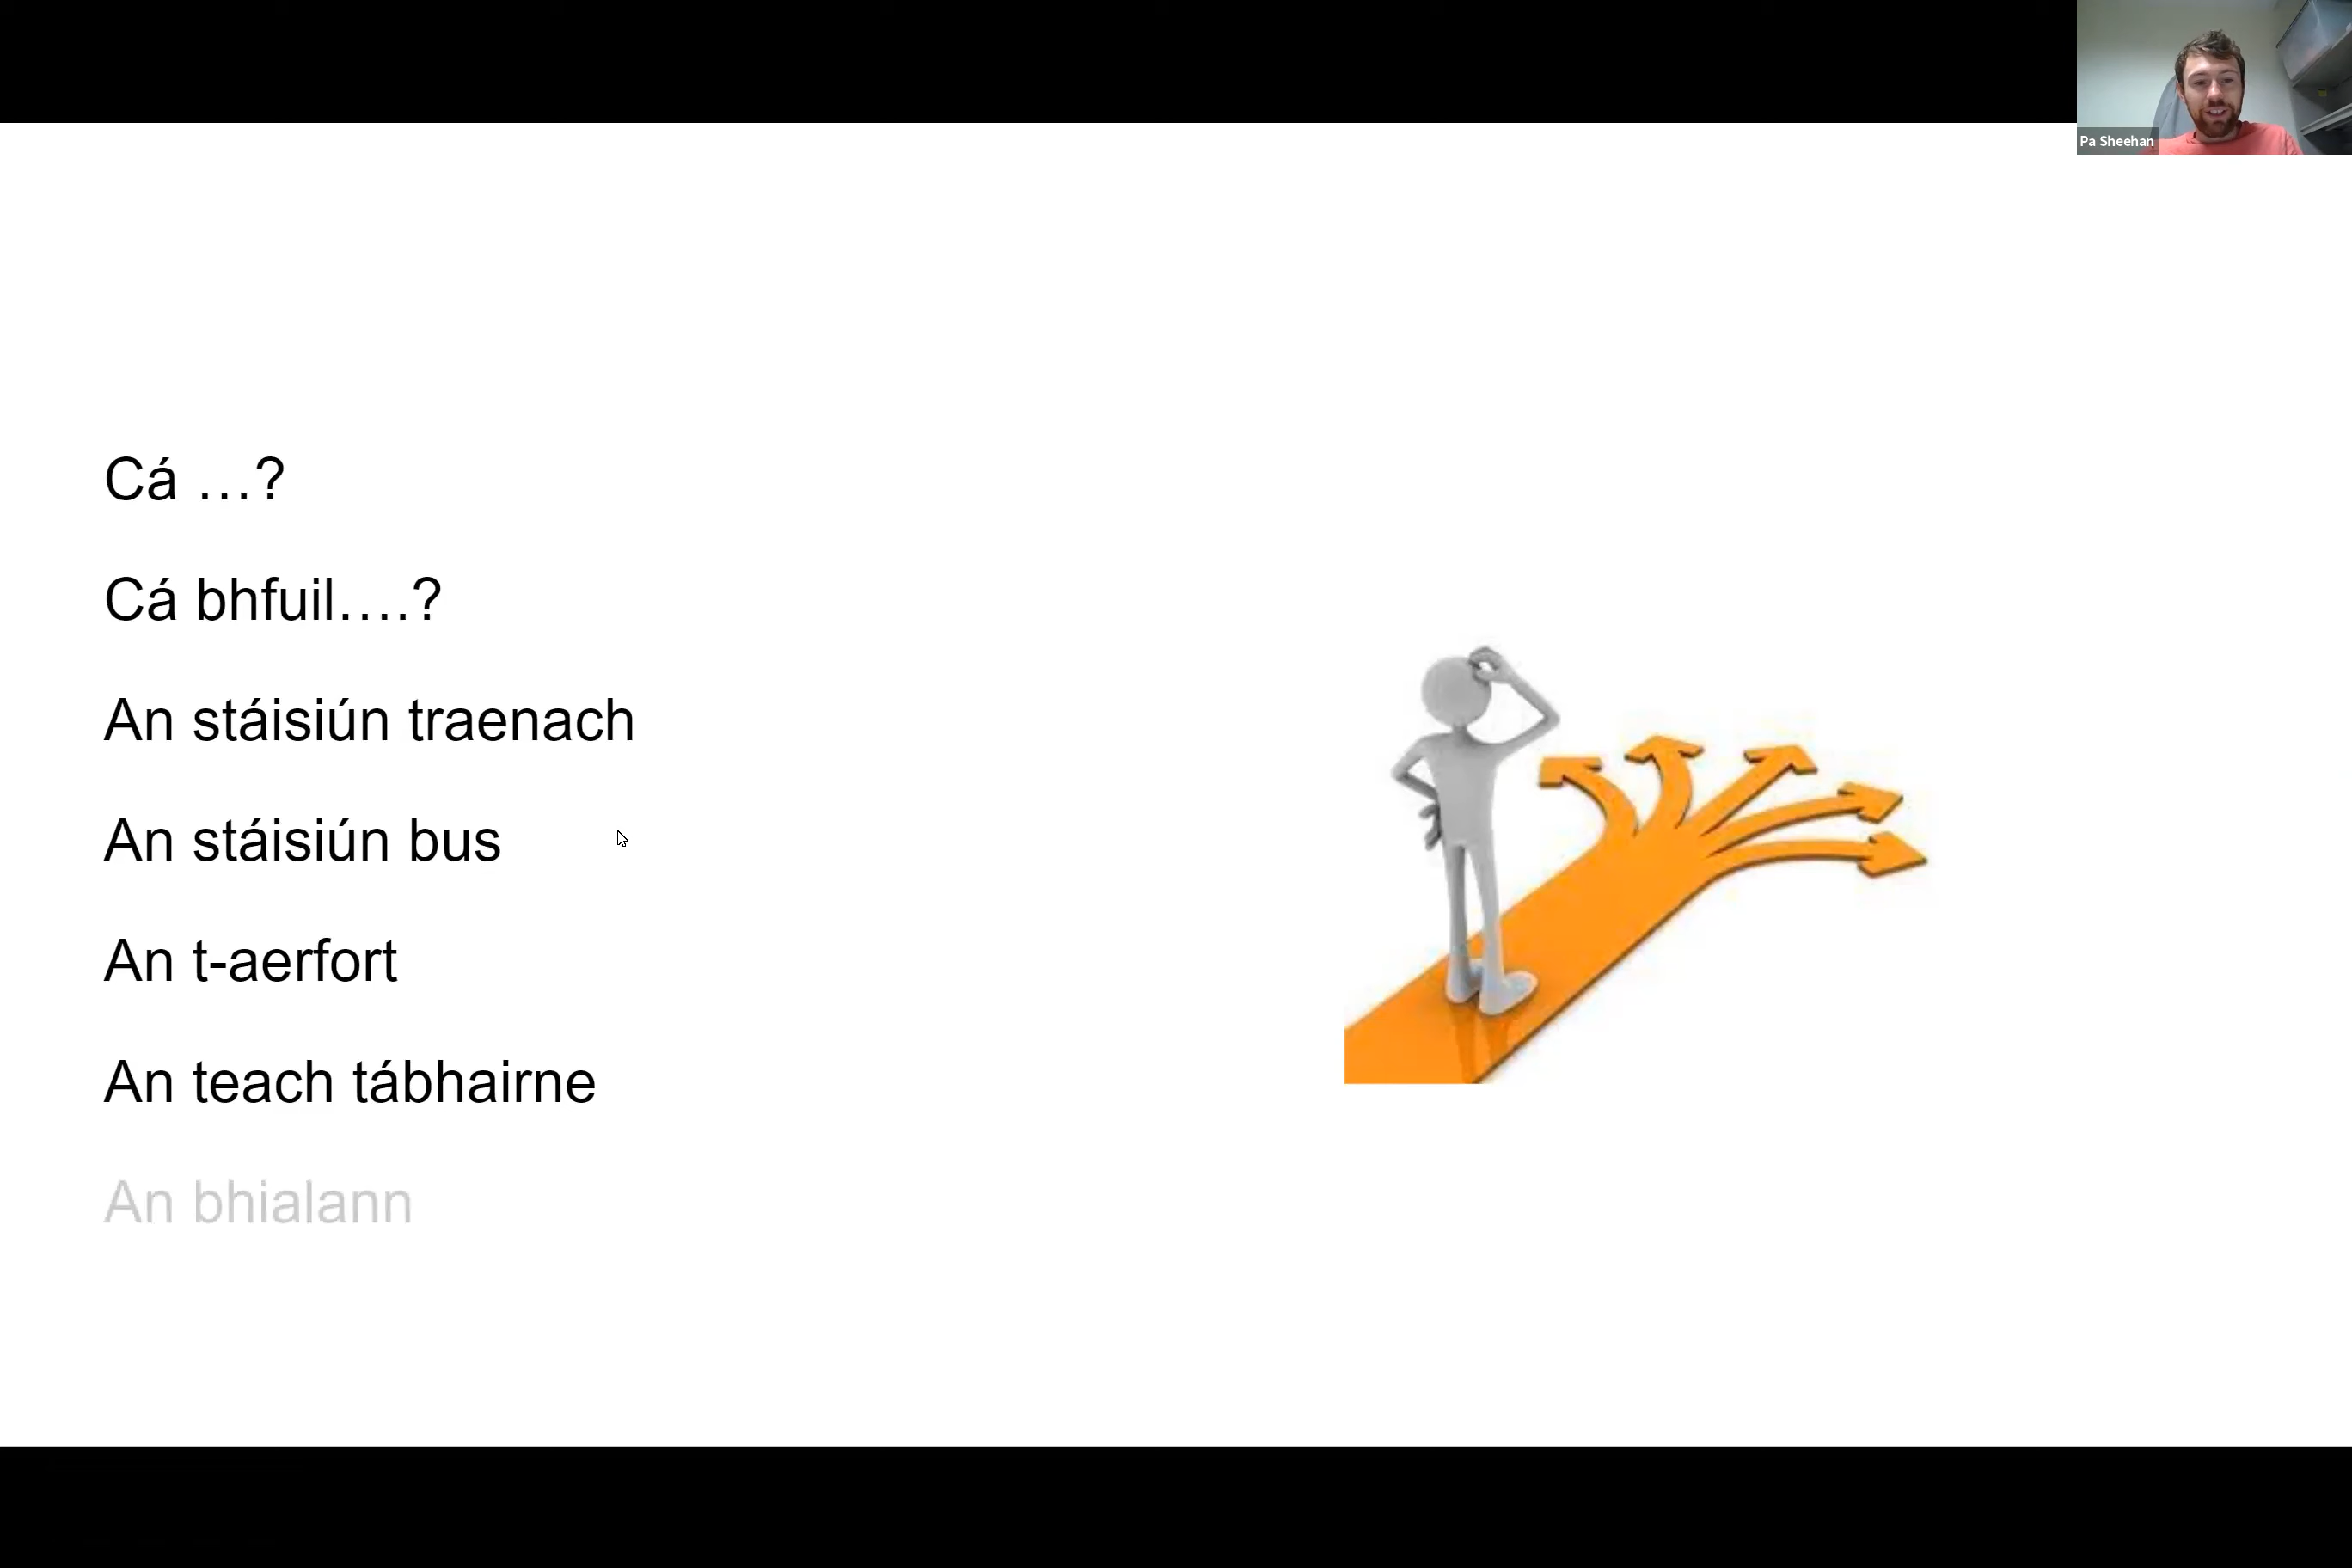 Pa Sheehan
Cá …?
Cá bhfuil….?
An stáisiún traenach
An stáisiún bus
An t-aerfort
An teach tábhairne
An bhialann